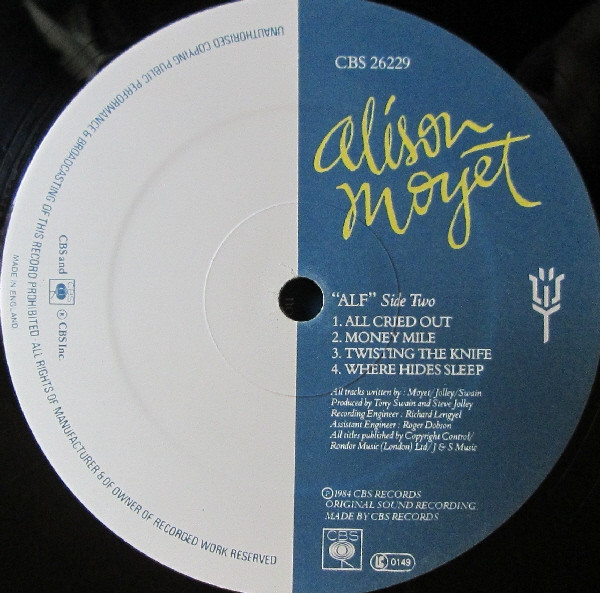 CBS 26229
alison
moyet
"ALF" Side Two
1. ALL CRIED OUT
2. MONEY MILE
3. TWISTING THE KNIFE
4. WHERE HIDES SLEEP
All tracks written by : Moyet/Jolley/Swain
Produced by Tony Swain and Steve Jolley
Recording Engineer : Richard Lengyel
Assistant Engineer : Roger Dobson
All titles published by Copyright Control/
Rondor Music (London) Ltd/J & S Music
℗1984 CBS RECORDS
ORIGINAL SOUND RECORDING.
MADE BY CBS RECORDS
CBS
LC 0149
UNAUTHORISED COPYING PUBLIC PERFORMANCE & BROADCASTING OF THIS RECORD PROHIBITED ALL RIGHTS OF MANUFACTURER & OF OWNER OF RECORDED WORK RESERVED
CBS and ® CBS Inc.
MADE IN ENGLAND